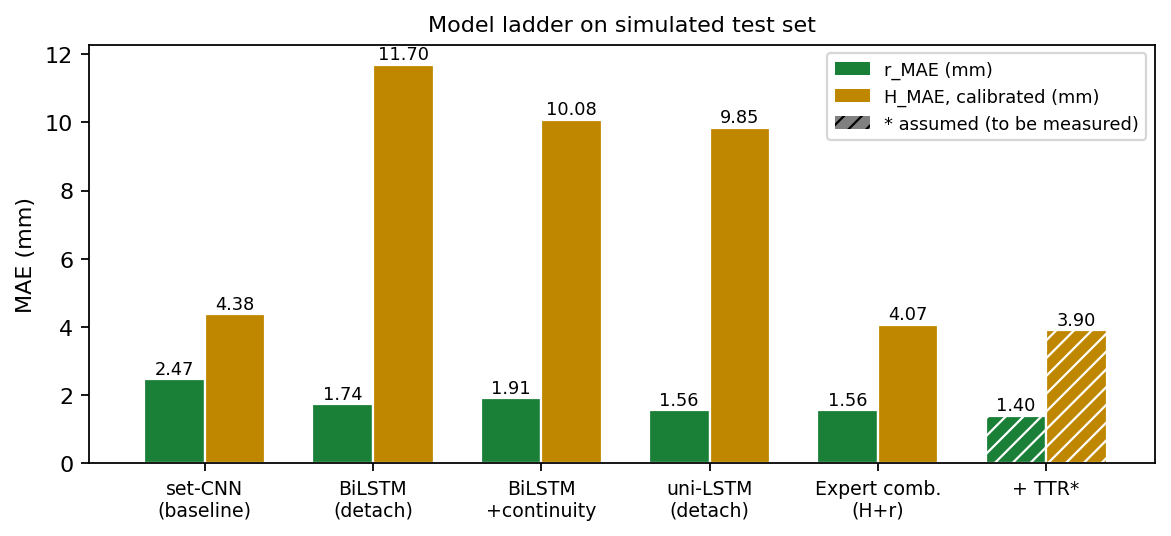 Model ladder on simulated test set
MAE (mm)
12
10
8
6
4
2
0
r_MAE (mm)
H_MAE, calibrated (mm)
* assumed (to be measured)
2.47
4.38
1.74
11.70
1.91
10.08
1.56
9.85
1.56
4.07
1.40
3.90
set-CNN
(baseline)
BiLSTM
(detach)
BiLSTM
+continuity
uni-LSTM
(detach)
Expert comb.
(H+r)
+ TTR*